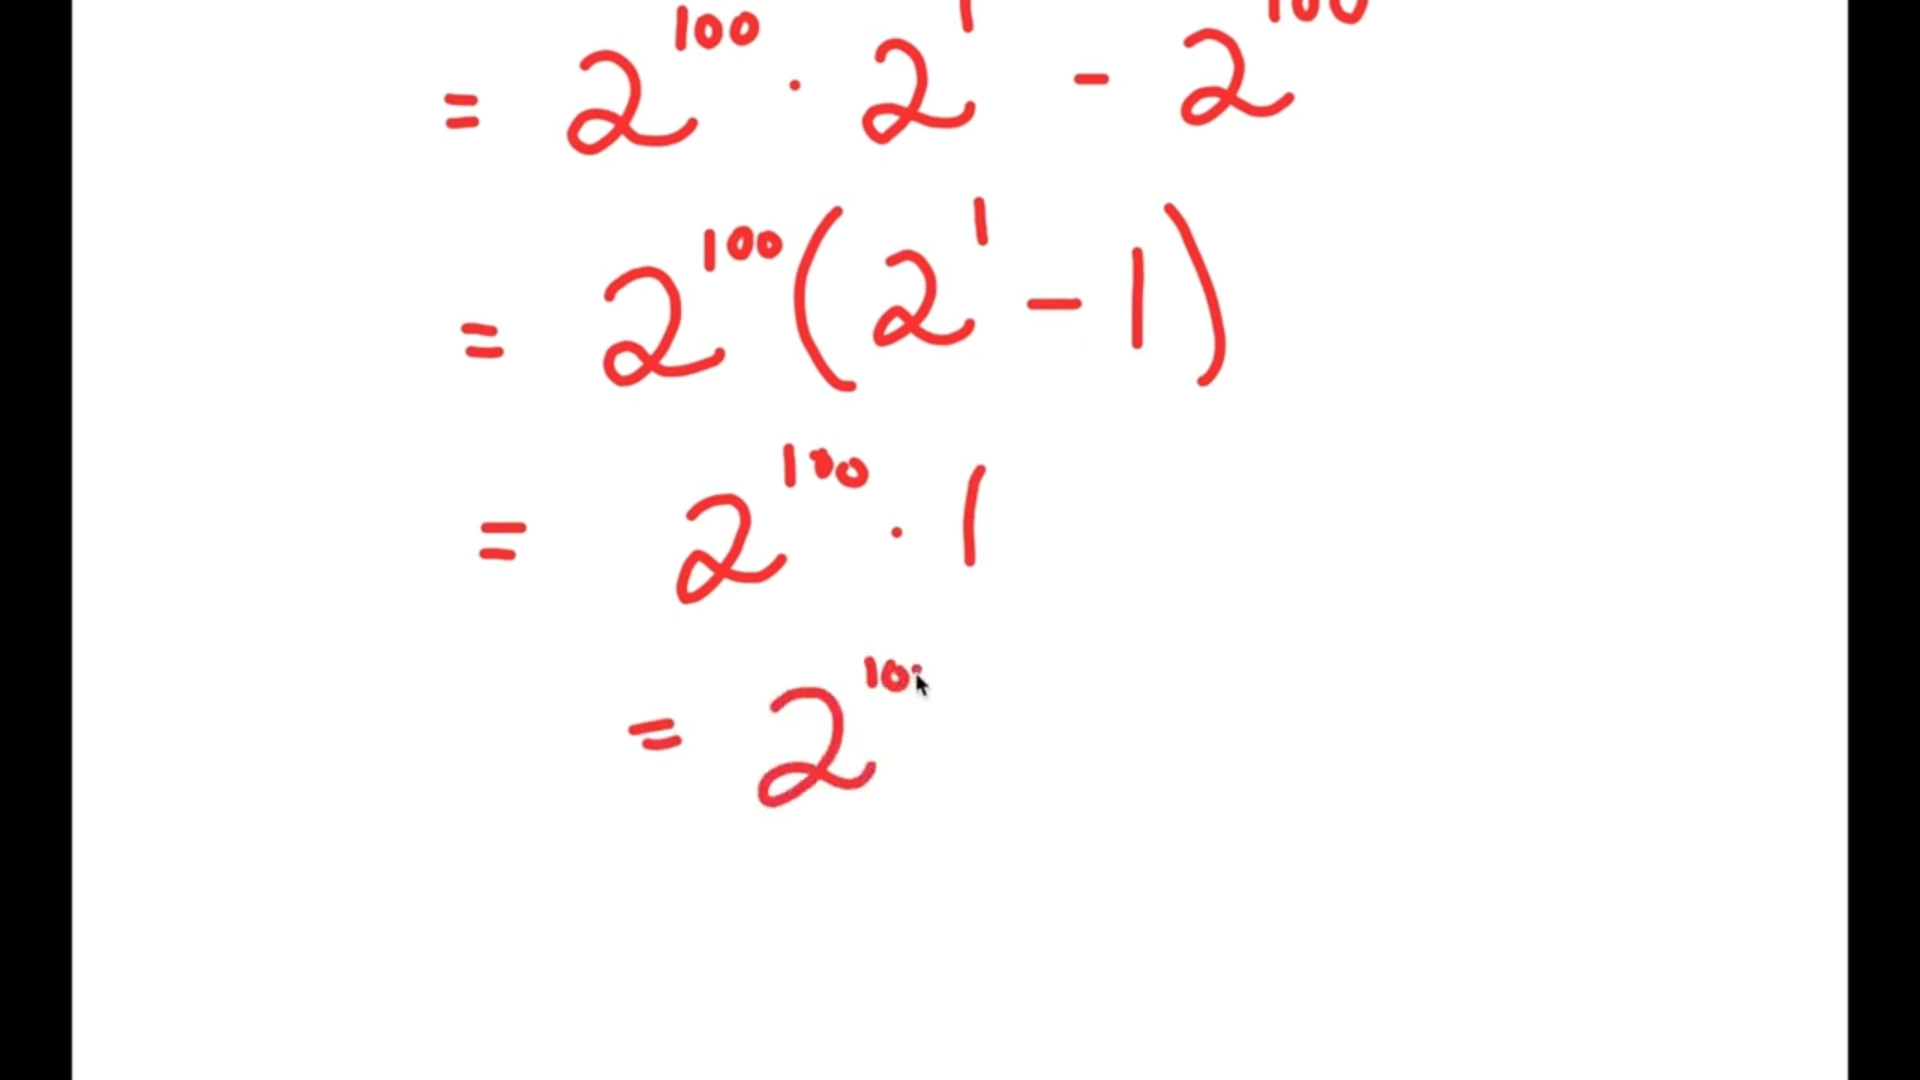 = 2^100 · 2^1 - 2^100
= 2^100 (2^1 - 1)
= 2^100 · 1
= 2^10